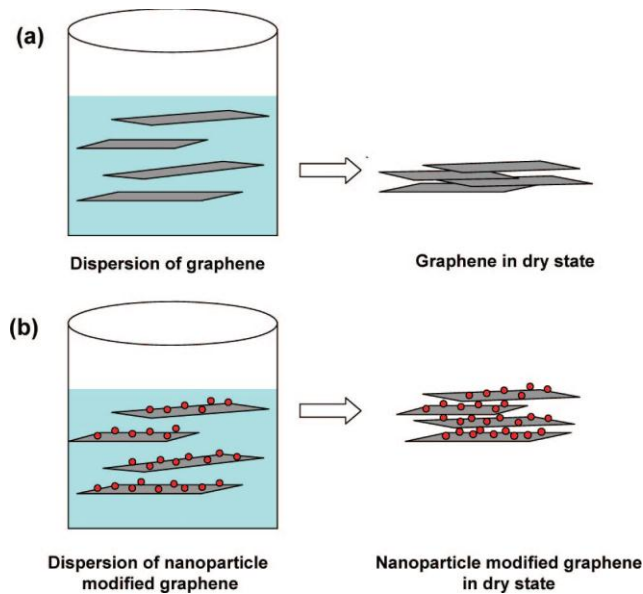 (a)
Dispersion of graphene
Graphene in dry state
(b)
Dispersion of nanoparticle
modified graphene
Nanoparticle modified graphene
in dry state